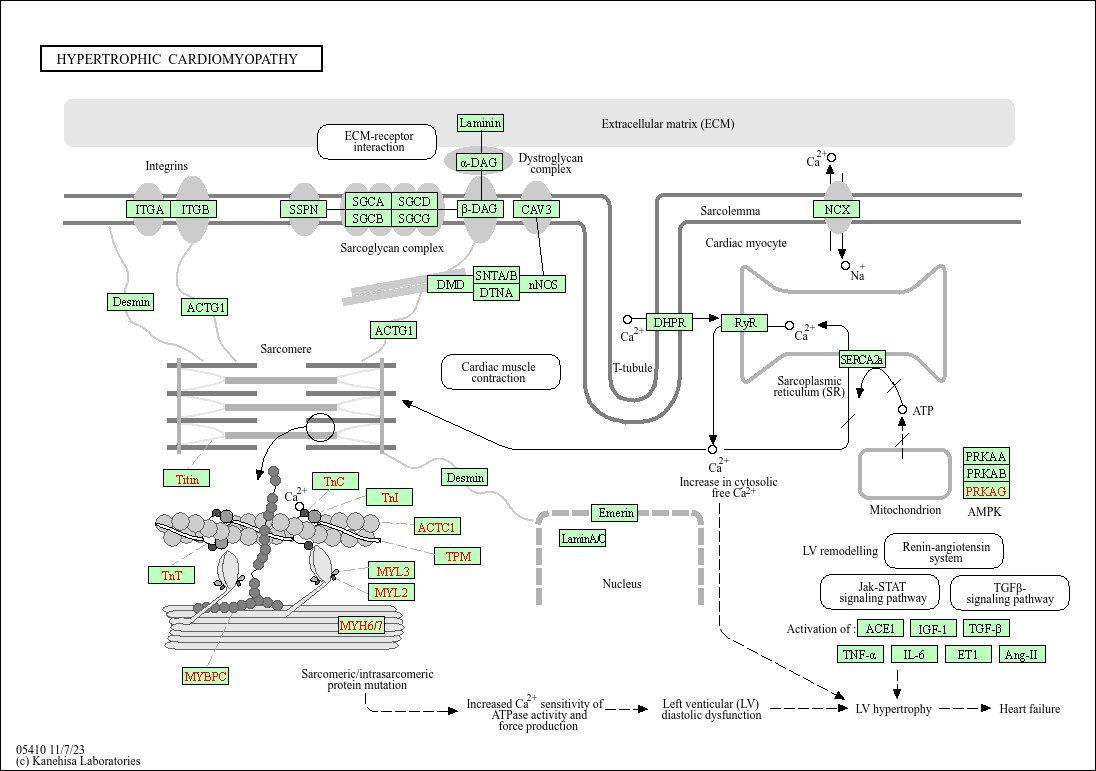 HYPERTROPHIC CARDIOMYOPATHY
Extracellular matrix (ECM)
Laminin
ECM-receptor
interaction
α-DAG
Dystroglycan
complex
Integrins
Ca2+
ITGA
ITGB
SSPN
SGCA
SGCD
SGCB
SGCG
β-DAG
CAV3
Sarcolemma
NCX
Sarcoglycan complex
Cardiac myocyte
Na+
DMD
SNTA/B
DTNA
nNOS
Desmin
ACTG1
ACTG1
Ca2+
DHPR
RyR
Ca2+
Sarcomere
SERCA2a
T-tubule
Cardiac muscle
contraction
Sarcoplasmic
reticulum (SR)
ATP
Titin
Desmin
Ca2+
Increase in cytosolic
free Ca2+
PRKAA
PRKAB
PRKAG
AMPK
Mitochondrion
TnC
Ca2+
TnI
ACTC1
TPM
TnT
MYL3
MYL2
MYH6/7
MYBPC
Emerin
LaminA/C
Nucleus
LV remodelling
Renin-angiotensin
system
Jak-STAT
signaling pathway
TGFβ-
signaling pathway
Activation of :
ACE1
IGF-1
TGF-β
TNF-α
IL-6
ET1
Ang-II
Sarcomeric/intrasarcomeric
protein mutation
Increased Ca2+ sensitivity of
ATPase activity and
force production
Left venticular (LV)
diastolic dysfunction
LV hypertrophy
Heart failure
05410 11/7/23
(c) Kanehisa Laboratories